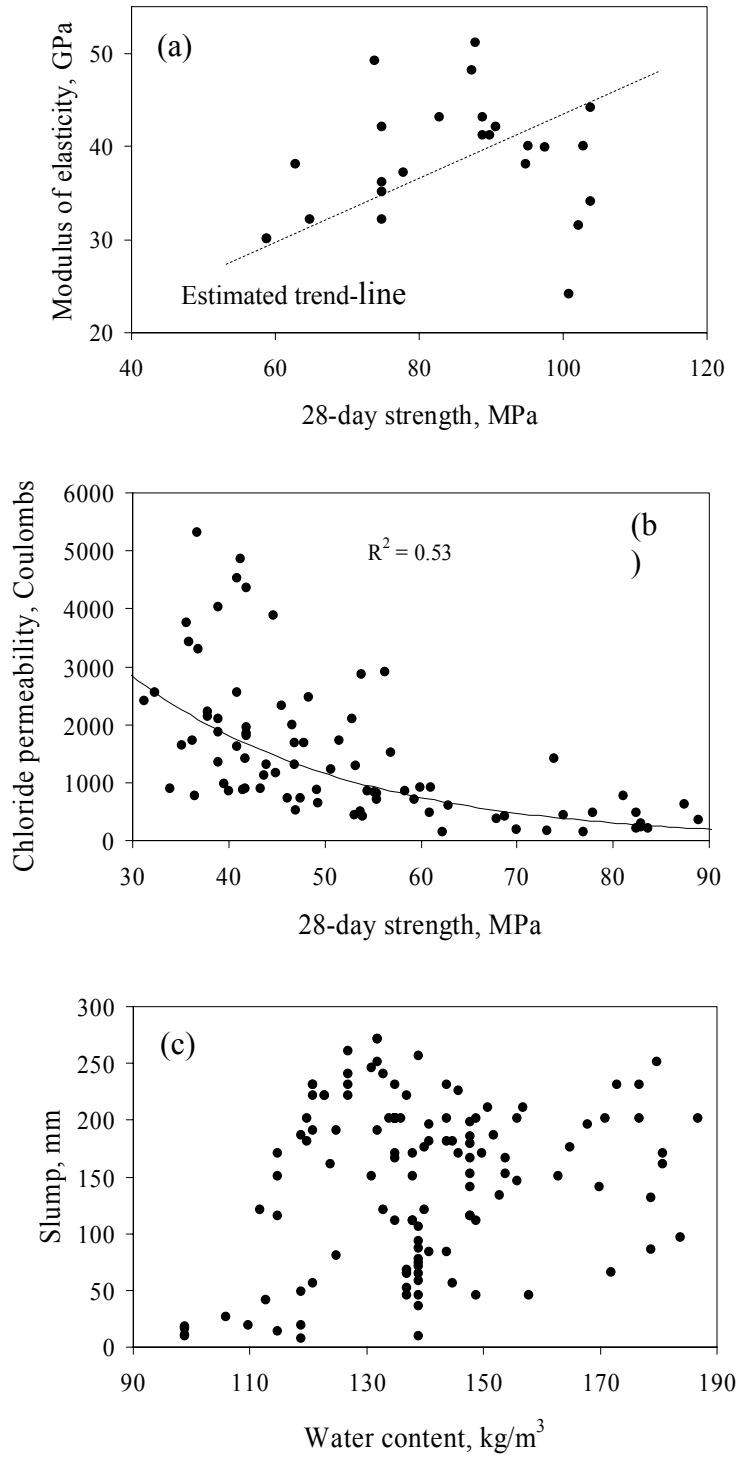 (a)
Modulus of elasticity, GPa
50
40
30
20
Estimated trend-line
40 60 80 100 120
28-day strength, MPa
(b
)
R² = 0.53
Chloride permeability, Coulombs
6000
5000
4000
3000
2000
1000
0
30 40 50 60 70 80 90
28-day strength, MPa
(c)
Slump, mm
300
250
200
150
100
50
0
90 110 130 150 170 190
Water content, kg/m³